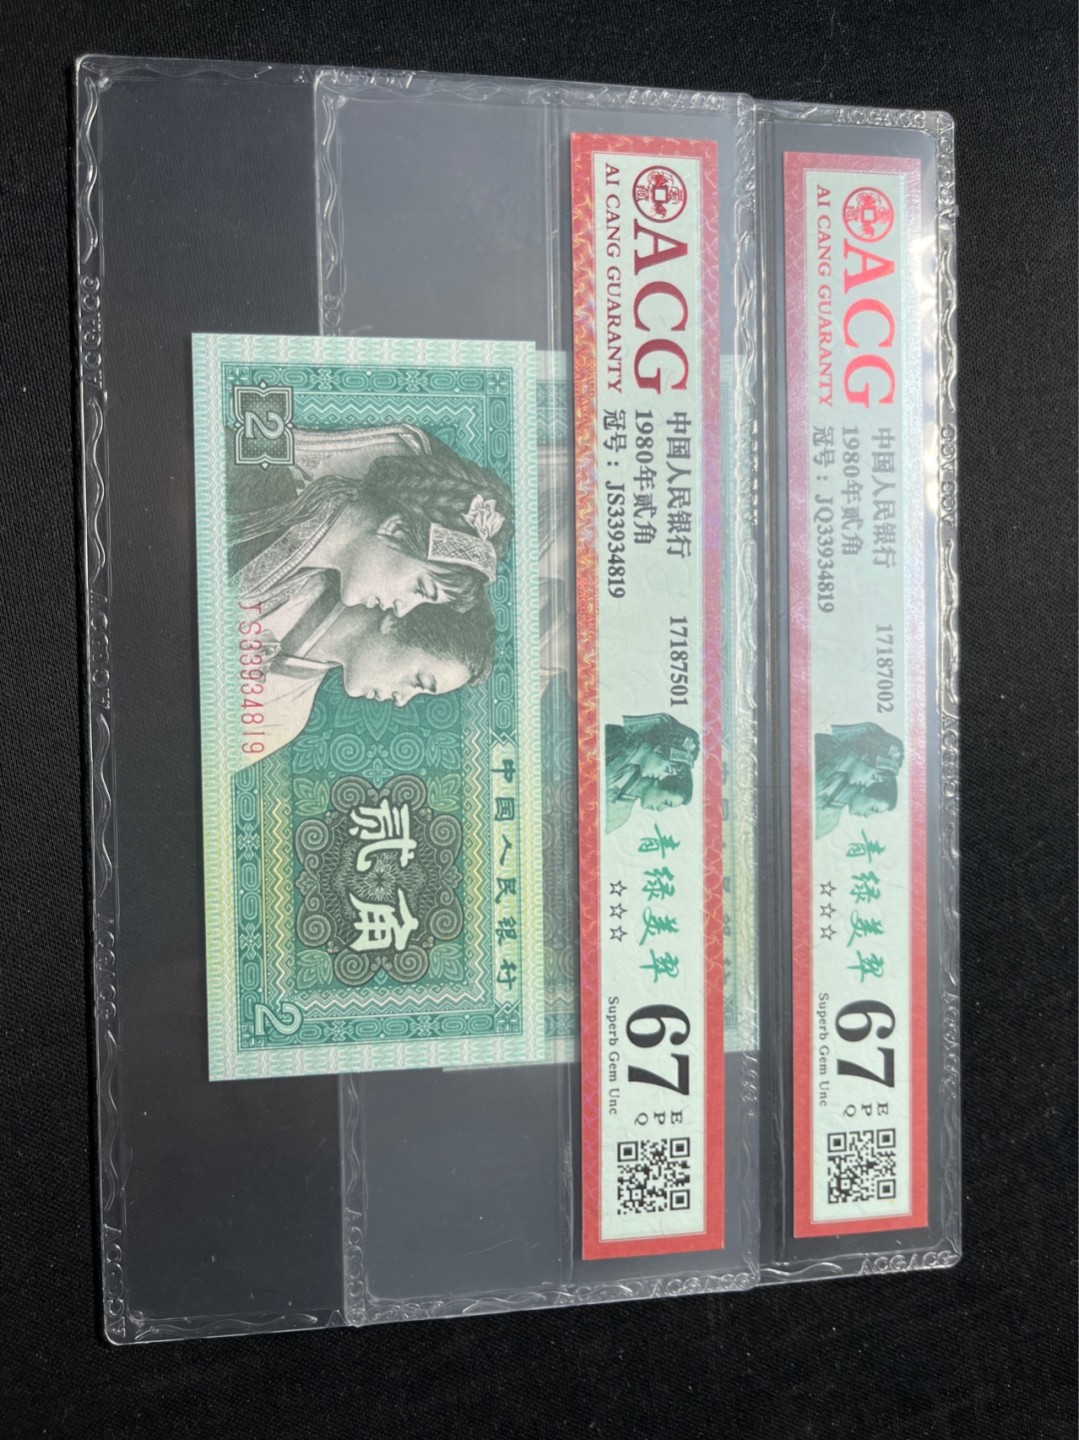 ACG
AI CANG GUARANTY
中国人民银行 17187002
1980年贰角
冠号：JQ33934819
青绿美翠
☆☆☆
67
EPQ
Superb Gem Unc
ACG
AI CANG GUARANTY
中国人民银行 17187501
1980年贰角
冠号：JS33934819
青绿美翠
☆☆☆
67
EPQ
Superb Gem Unc
中国人民银行
贰角
2
JS33934819
2